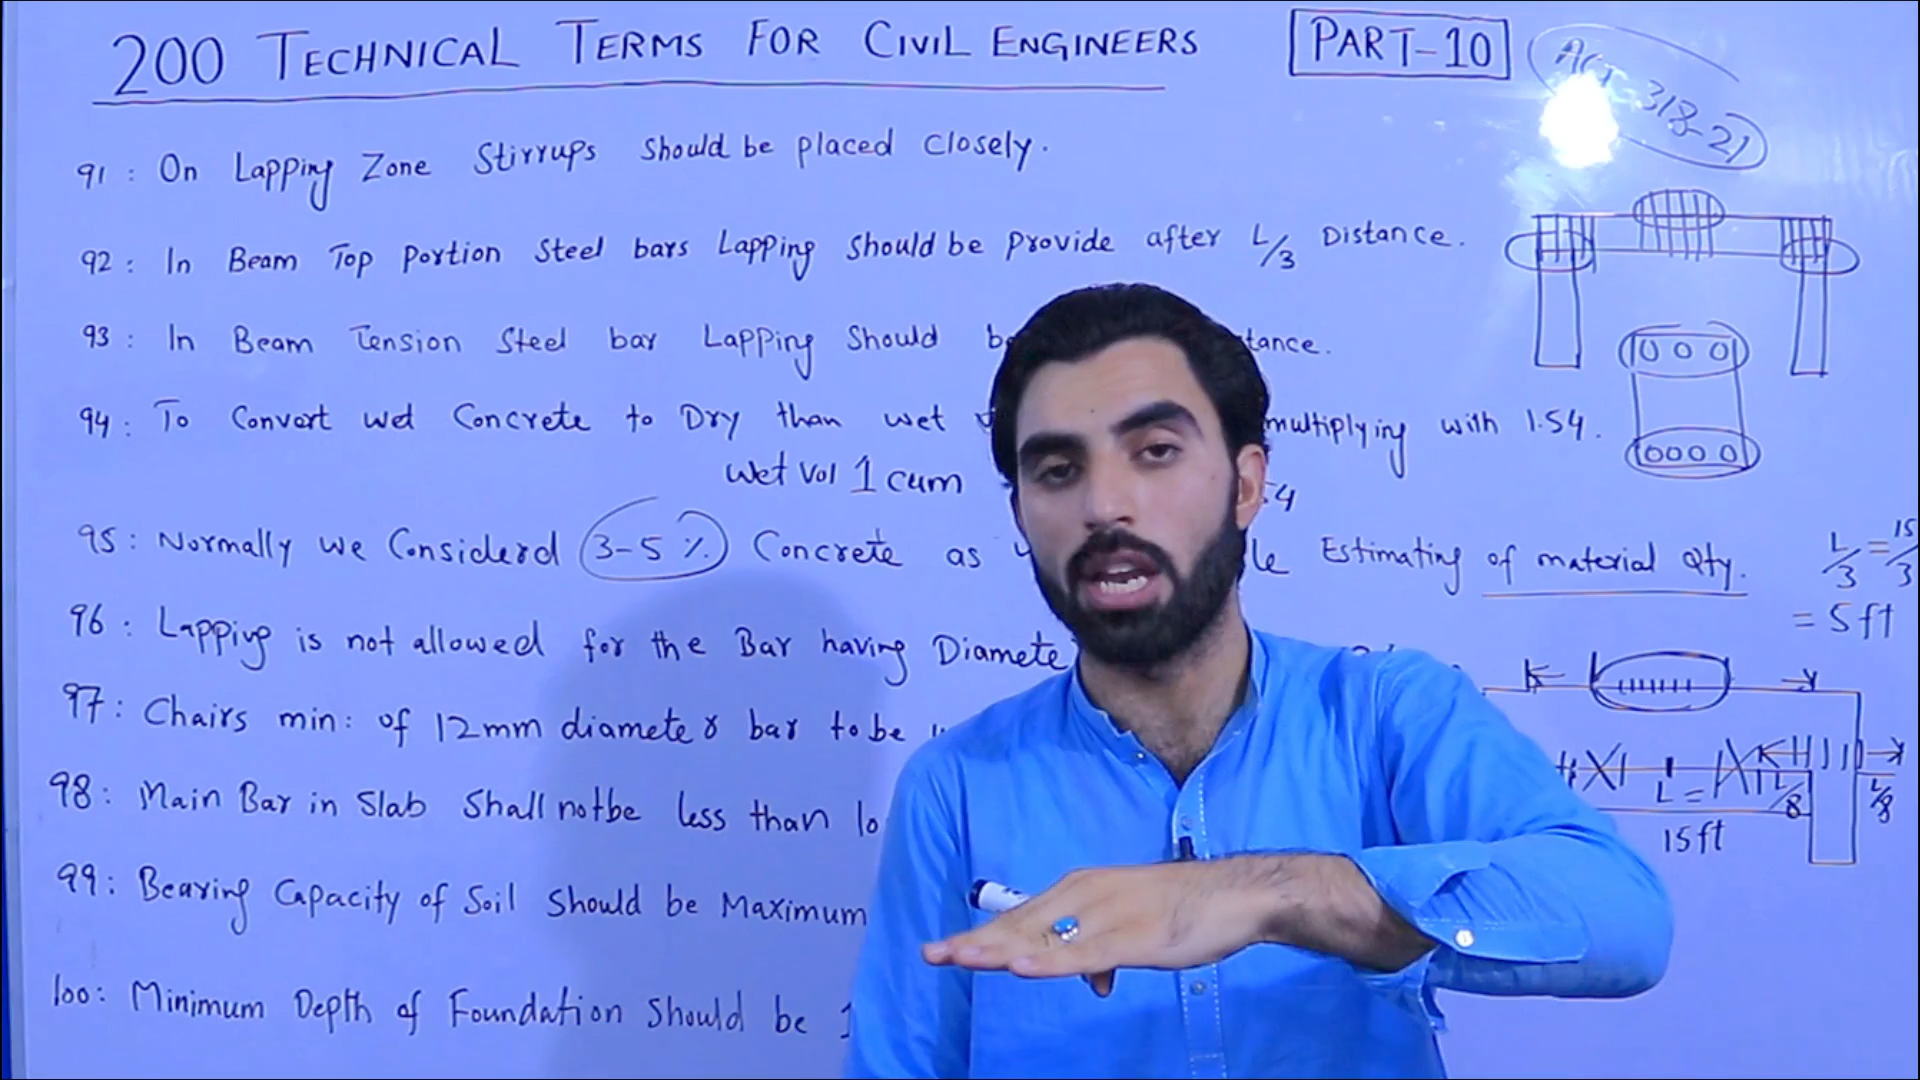 200 TECHNICAL TERMS FOR CIVIL ENGINEERS
PART-10
ACI 318-21
91: On Lapping Zone Stirrups Should be placed closely.
92: In Beam Top Portion Steel bars Lapping Should be provide after L/3 Distance.
93: In Beam Tension Steel bar Lapping Should
94: To Convert wet Concrete to Dry than wet multiplying with 1.54.
Wet Vol 1 cum
95: Normally we Considerd 3-5% Concrete as Estimating of material Qty.
L/3 = 15/3
= 5ft
96: Lapping is not allowed for the Bar having
97: Chairs min: of 12mm diameter bar to be
98: Main Bar in Slab Shall not be less than
99: Bearing Capacity of Soil Should be Maximum
100: Minimum Depth of Foundation Should be
L =
15ft
L/8
L/8